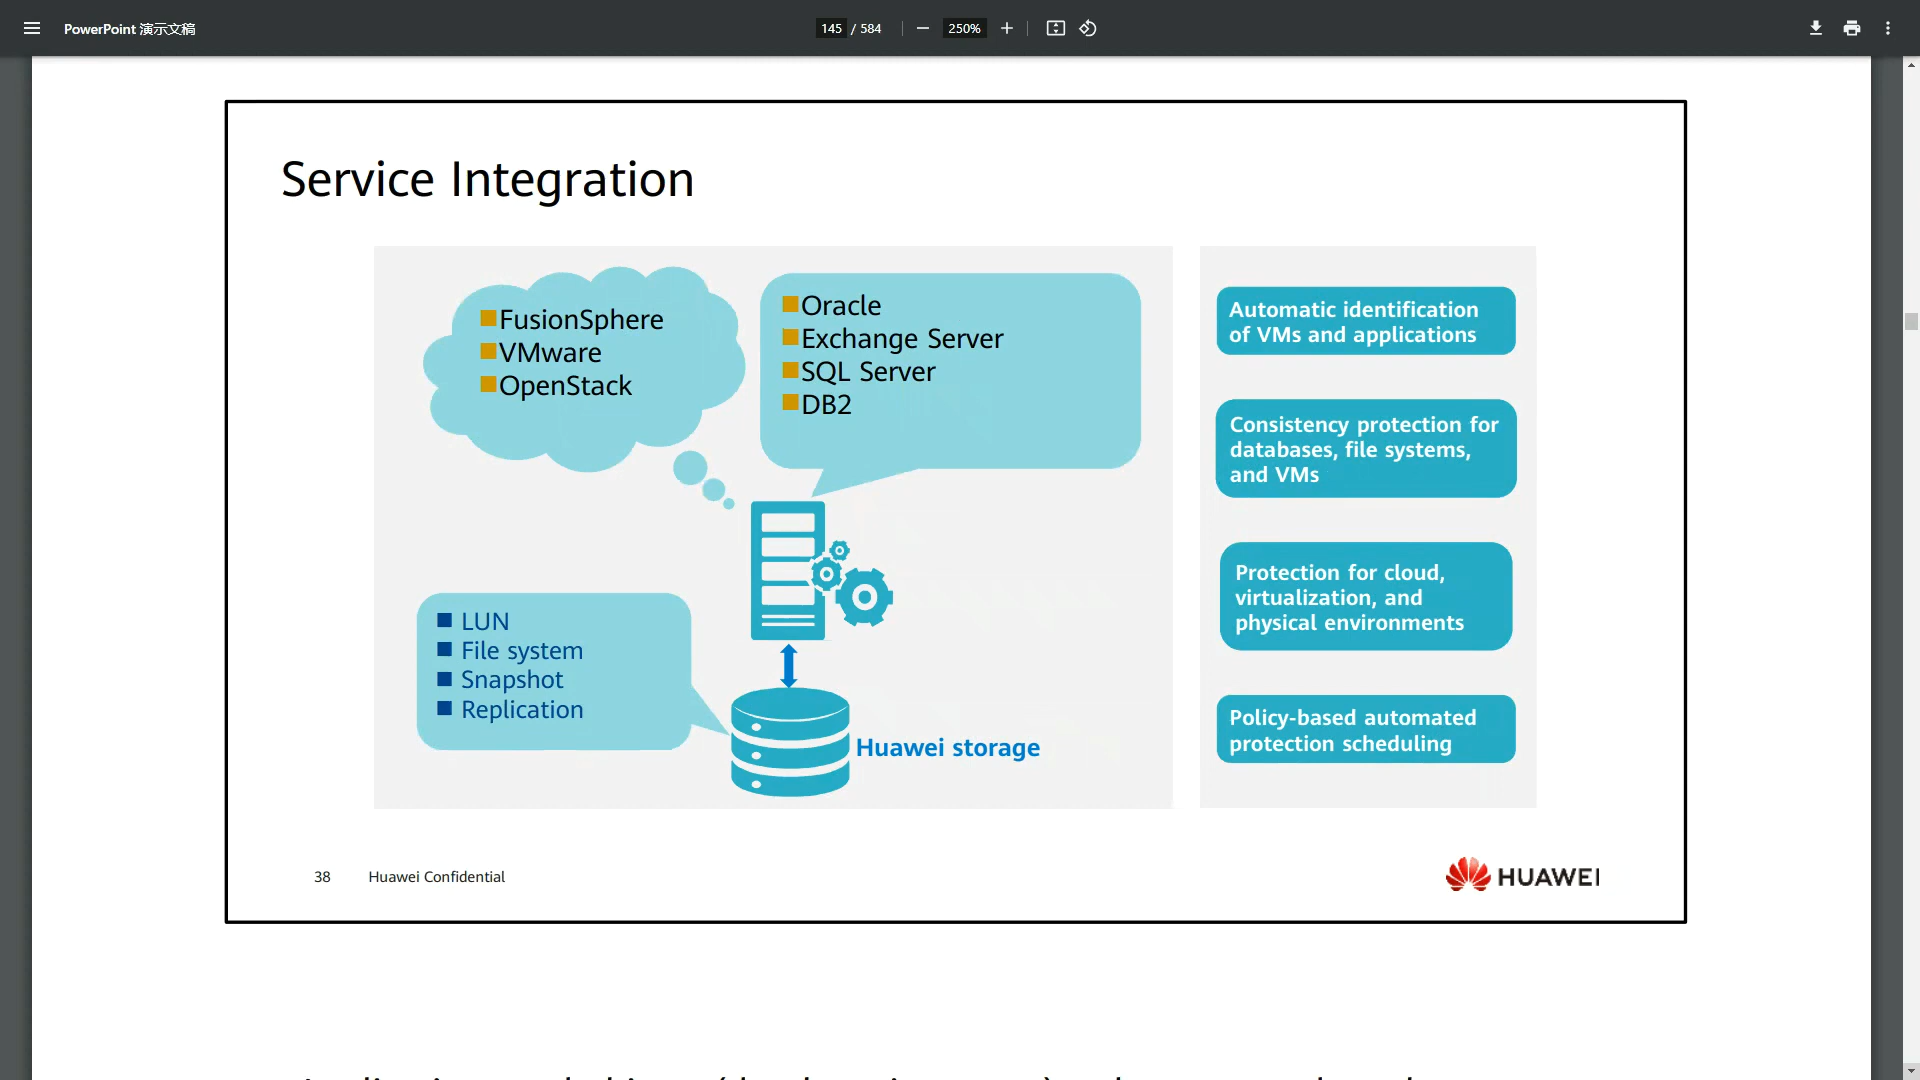 PowerPoint 演示文稿
145 / 584
250%
Service Integration
FusionSphere
VMware
OpenStack
Oracle
Exchange Server
SQL Server
DB2
LUN
File system
Snapshot
Replication
Huawei storage
Automatic identification
of VMs and applications
Consistency protection for
databases, file systems,
and VMs
Protection for cloud,
virtualization, and
physical environments
Policy-based automated
protection scheduling
38
Huawei Confidential
HUAWEI